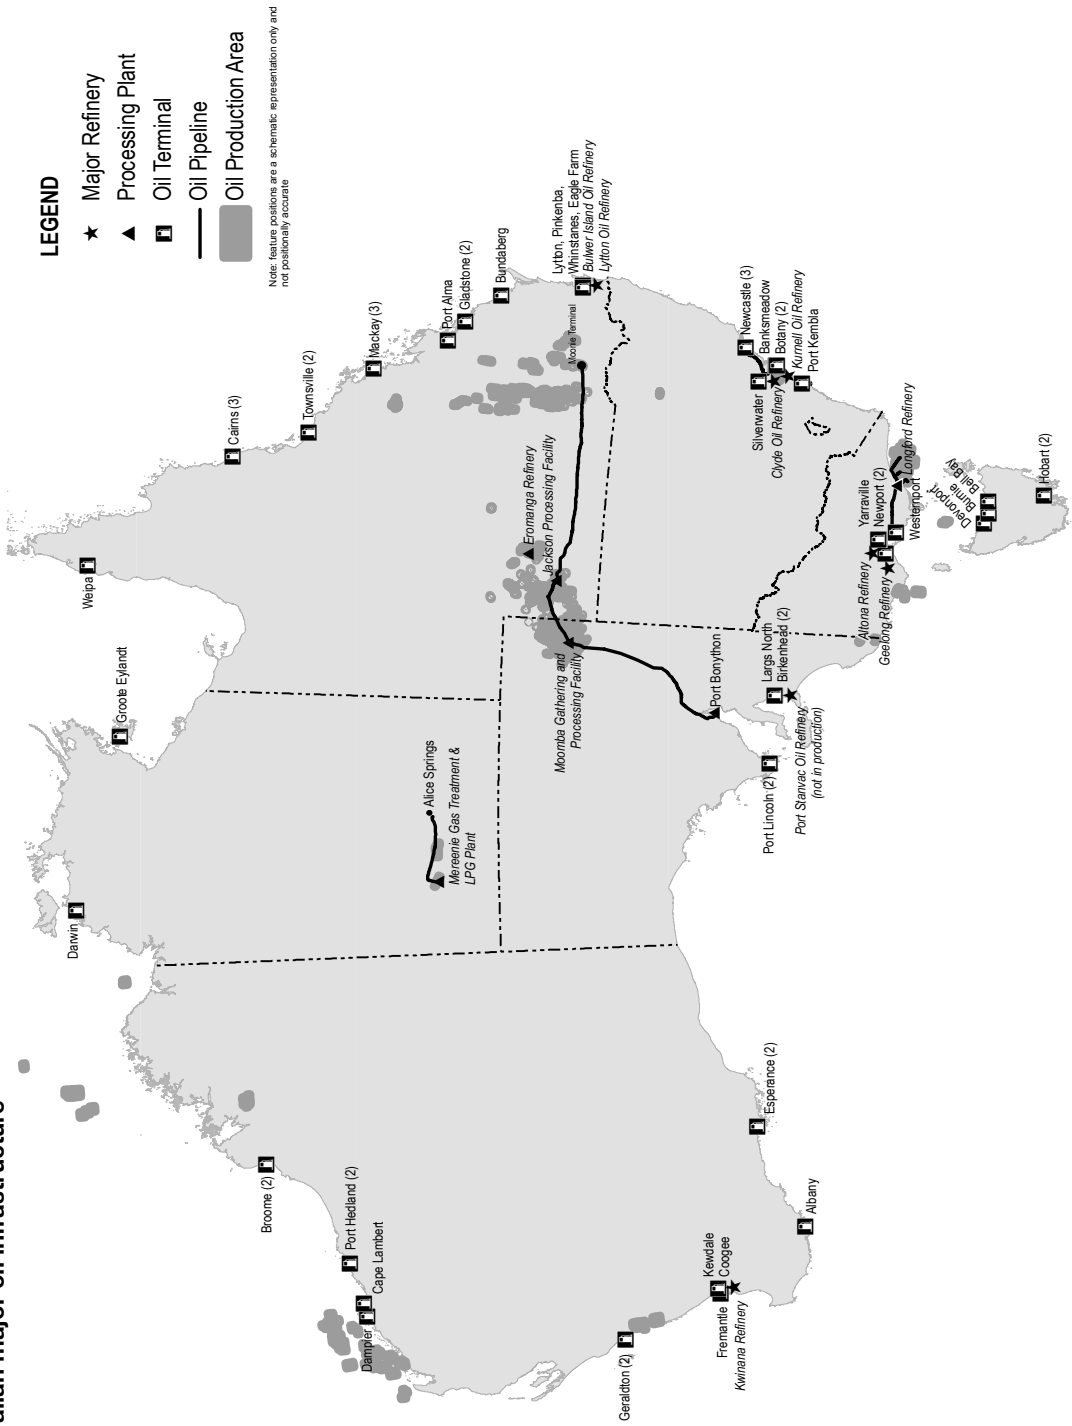 LEGEND
Major Refinery
Processing Plant
Oil Terminal
Oil Pipeline
Oil Production Area
Note: feature positions are a schematic representation only and
not positionally accurate
Darwin
Groote Eylandt
Weipa
Cairns (3)
Townsville (2)
Mackay (3)
Port Alma
Gladstone (2)
Bundaberg
Lytton, Pinkenba,
Whinstanes, Eagle Farm
Bulwer Island Oil Refinery
Lytton Oil Refinery
Moonie Terminal
Eromanga Refinery
Jackson Processing Facility
Moomba Gathering and
Processing Facility
Alice Springs
Mereenie Gas Treatment &
LPG Plant
Port Bonython
Largs North
Birkenhead (2)
Port Stanvac Oil Refinery
(not in production)
Port Lincoln (2)
Newcastle (3)
Banksmeadow
Botany (2)
Kurnell Oil Refinery
Port Kembla
Silverwater
Clyde Oil Refinery
Longford Refinery
Yarraville
Newport (2)
Westernport
Altona Refinery
Geelong Refinery
Devonport
Burnie
Bell Bay
Hobart (2)
Broome (2)
Port Hedland (2)
Cape Lambert
Dampier
Geraldton (2)
Kewdale
Coogee
Fremantle
Kwinana Refinery
Albany
Esperance (2)